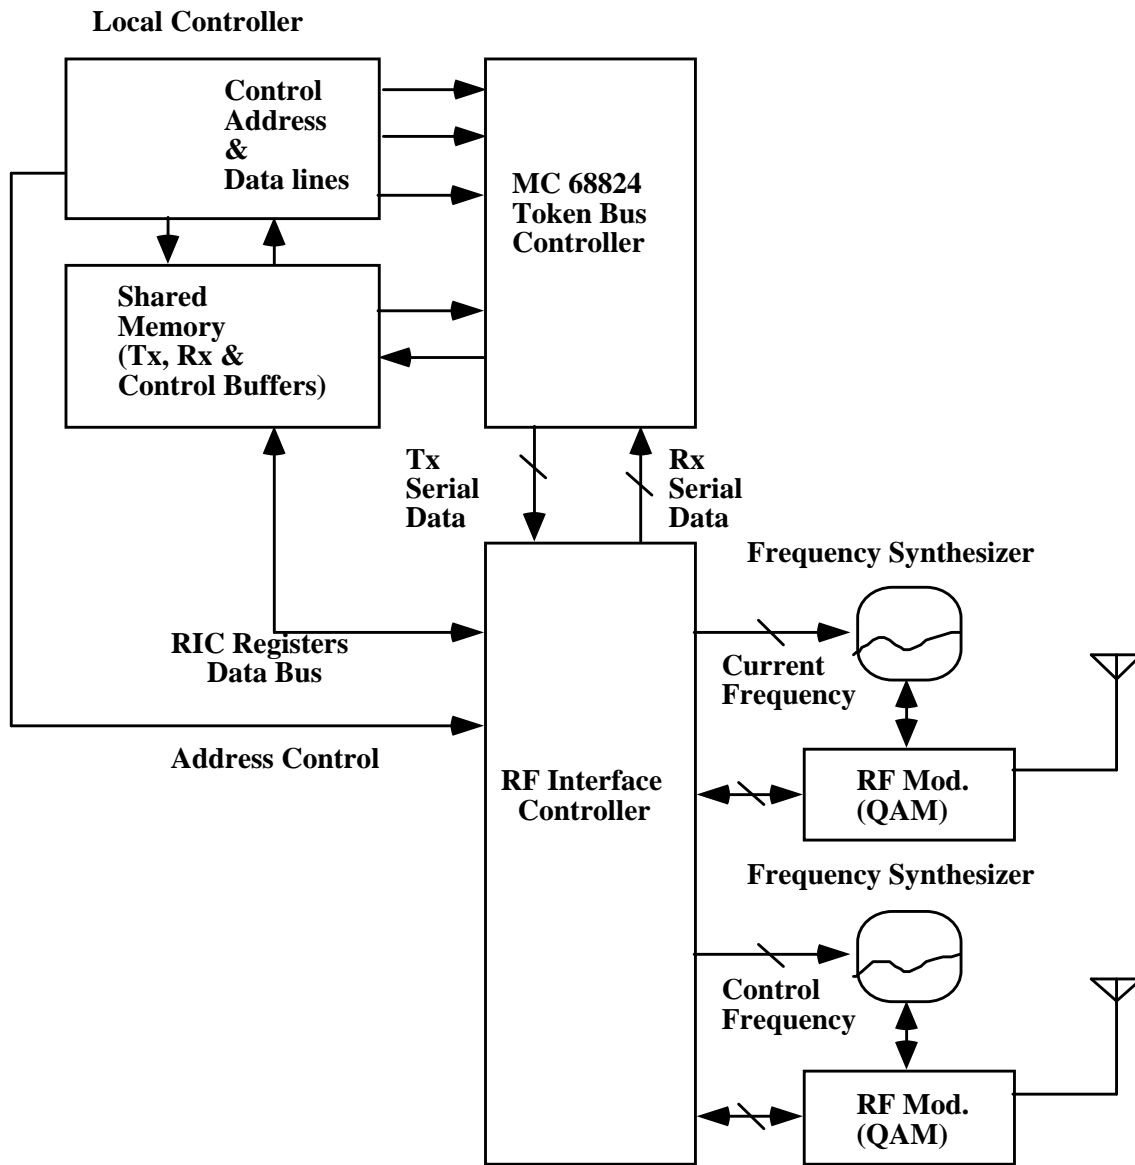 Local Controller
Control
Address
&
Data lines
MC 68824
Token Bus
Controller
Shared
Memory
(Tx, Rx &
Control Buffers)
Tx
Serial
Data
Rx
Serial
Data
Frequency Synthesizer
RIC Registers
Data Bus
Current
Frequency
Address Control
RF Interface
Controller
RF Mod.
(QAM)
Frequency Synthesizer
Control
Frequency
RF Mod.
(QAM)